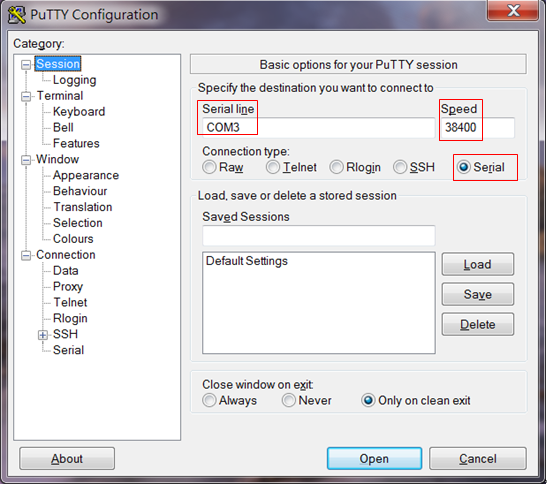 PuTTY Configuration
Category:
Session
Logging
Terminal
Keyboard
Bell
Features
Window
Appearance
Behaviour
Translation
Selection
Colours
Connection
Data
Proxy
Telnet
Rlogin
SSH
Serial
Basic options for your PuTTY session
Specify the destination you want to connect to
Serial line Speed
COM3 38400
Connection type:
Raw Telnet Rlogin SSH Serial
Load, save or delete a stored session
Saved Sessions
Default Settings
Load
Save
Delete
Close window on exit:
Always Never Only on clean exit
About Open Cancel